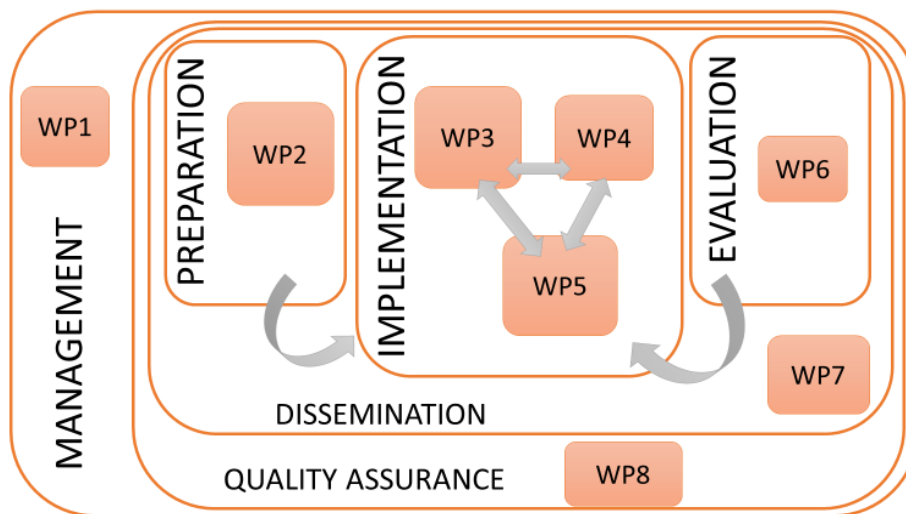 WP1
MANAGEMENT
PREPARATION
WP2
IMPLEMENTATION
WP3
WP4
WP5
EVALUATION
WP6
WP7
DISSEMINATION
QUALITY ASSURANCE
WP8